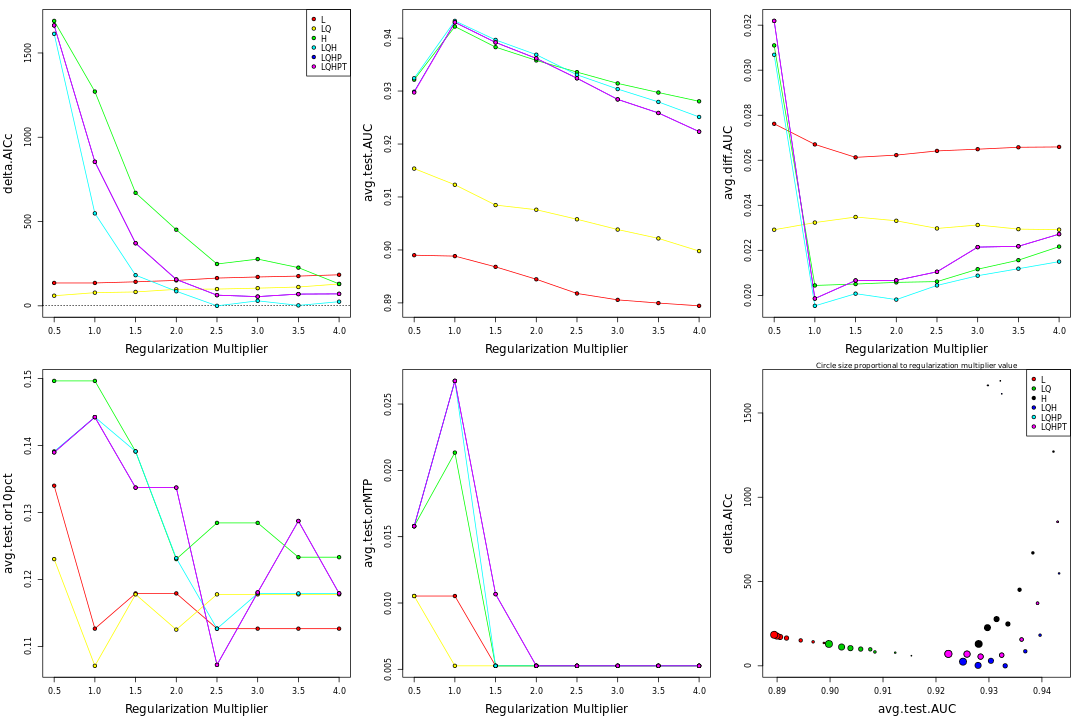 delta.AICc
1500
1000
500
0
0.5 1.0 1.5 2.0 2.5 3.0 3.5 4.0
Regularization Multiplier
L
LQ
H
LQH
LQHP
LQHPT
avg.test.AUC
0.94
0.93
0.92
0.91
0.90
0.89
0.5 1.0 1.5 2.0 2.5 3.0 3.5 4.0
Regularization Multiplier
avg.diff.AUC
0.032
0.030
0.028
0.026
0.024
0.022
0.020
0.5 1.0 1.5 2.0 2.5 3.0 3.5 4.0
Regularization Multiplier
avg.test.or10pct
0.15
0.14
0.13
0.12
0.11
0.5 1.0 1.5 2.0 2.5 3.0 3.5 4.0
Regularization Multiplier
avg.test.orMTP
0.025
0.020
0.015
0.010
0.005
0.5 1.0 1.5 2.0 2.5 3.0 3.5 4.0
Regularization Multiplier
Circle size proportional to regularization multiplier value
delta.AICc
1500
1000
500
0
0.89 0.90 0.91 0.92 0.93 0.94
avg.test.AUC
L
LQ
H
LQH
LQHP
LQHPT